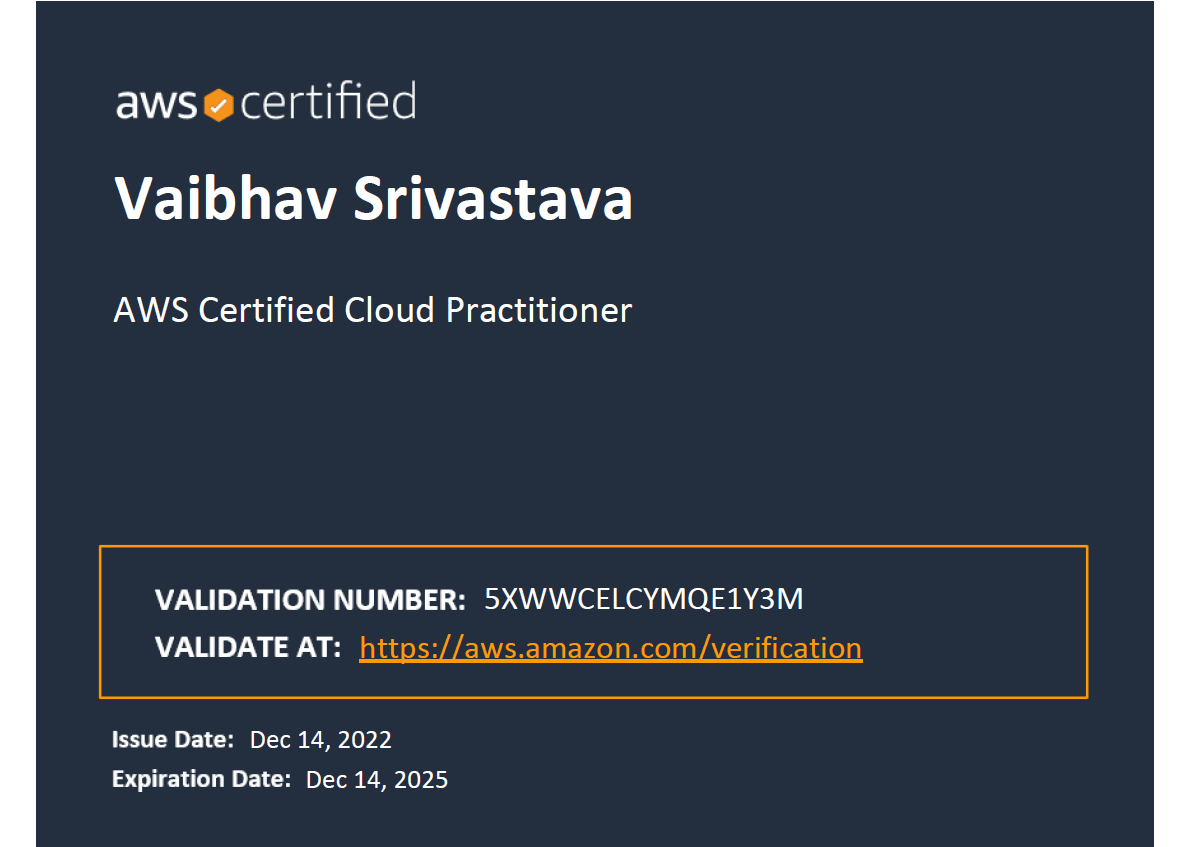 aws certified
Vaibhav Srivastava
AWS Certified Cloud Practitioner
VALIDATION NUMBER: 5XWWCELCYMQE1Y3M
VALIDATE AT: https://aws.amazon.com/verification
Issue Date: Dec 14, 2022
Expiration Date: Dec 14, 2025